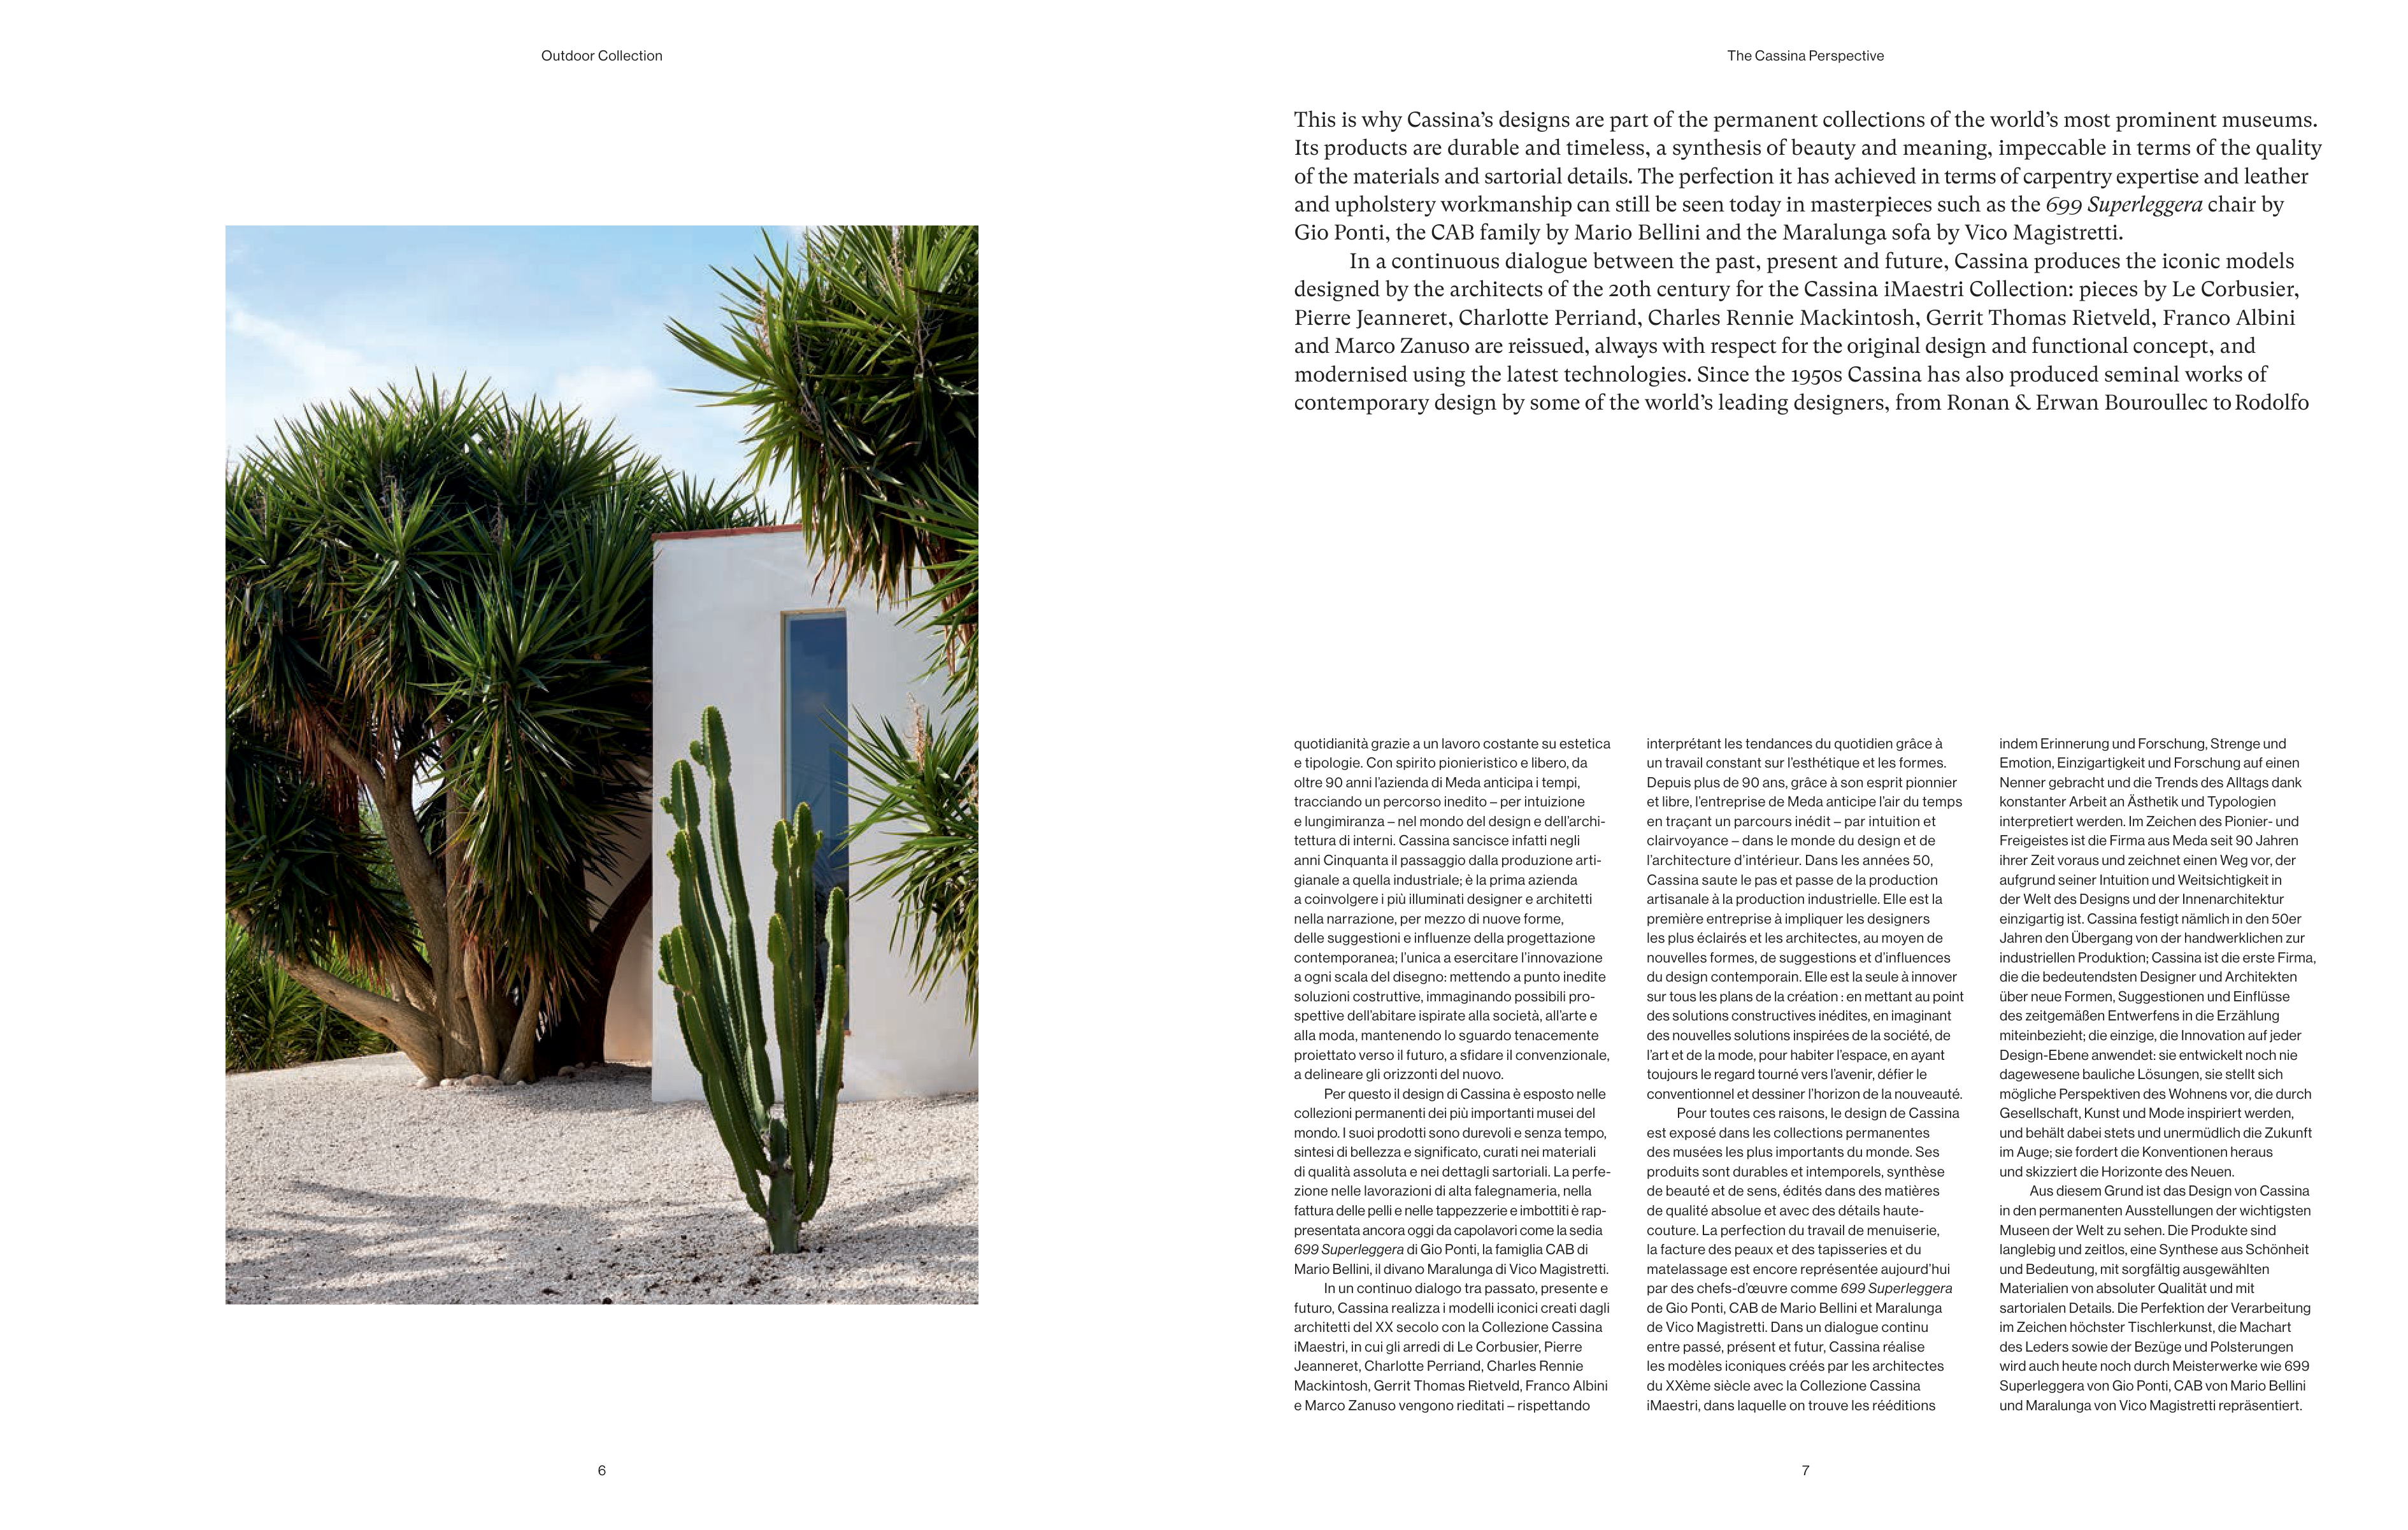 Outdoor Collection
The Cassina Perspective
This is why Cassina’s designs are part of the permanent collections of the world’s most prominent museums.
Its products are durable and timeless, a synthesis of beauty and meaning, impeccable in terms of the quality
of the materials and sartorial details. The perfection it has achieved in terms of carpentry expertise and leather
and upholstery workmanship can still be seen today in masterpieces such as the 699 Superleggera chair by
Gio Ponti, the CAB family by Mario Bellini and the Maralunga sofa by Vico Magistretti.
In a continuous dialogue between the past, present and future, Cassina produces the iconic models
designed by the architects of the 20th century for the Cassina iMaestri Collection: pieces by Le Corbusier,
Pierre Jeanneret, Charlotte Perriand, Charles Rennie Mackintosh, Gerrit Thomas Rietveld, Franco Albini
and Marco Zanuso are reissued, always with respect for the original design and functional concept, and
modernised using the latest technologies. Since the 1950s Cassina has also produced seminal works of
contemporary design by some of the world’s leading designers, from Ronan & Erwan Bouroullec to Rodolfo
quotidianità grazie a un lavoro costante su estetica
e tipologie. Con spirito pionieristico e libero, da
oltre 90 anni l’azienda di Meda anticipa i tempi,
tracciando un percorso inedito – per intuizione
e lungimiranza – nel mondo del design e dell’archi-
tettura di interni. Cassina sancisce infatti negli
anni Cinquanta il passaggio dalla produzione arti-
gianale a quella industriale; è la prima azienda
a coinvolgere i più illuminati designer e architetti
nella narrazione, per mezzo di nuove forme,
delle suggestioni e influenze della progettazione
contemporanea; l’unica a esercitare l’innovazione
a ogni scala del disegno: mettendo a punto inedite
soluzioni costruttive, immaginando possibili pro-
spettive dell’abitare ispirate alla società, all’arte e
alla moda, mantenendo lo sguardo tenacemente
proiettato verso il futuro, a sfidare il convenzionale,
a delineare gli orizzonti del nuovo.
Per questo il design di Cassina è esposto nelle
collezioni permanenti dei più importanti musei del
mondo. I suoi prodotti sono durevoli e senza tempo,
sintesi di bellezza e significato, curati nei materiali
di qualità assoluta e nei dettagli sartoriali. La perfe-
zione nelle lavorazioni di alta falegnameria, nella
fattura delle pelli e nelle tappezzerie e imbottiti è rap-
presentata ancora oggi da capolavori come la sedia
699 Superleggera di Gio Ponti, la famiglia CAB di
Mario Bellini, il divano Maralunga di Vico Magistretti.
In un continuo dialogo tra passato, presente e
futuro, Cassina realizza i modelli iconici creati dagli
architetti del XX secolo con la Collezione Cassina
iMaestri, in cui gli arredi di Le Corbusier, Pierre
Jeanneret, Charlotte Perriand, Charles Rennie
Mackintosh, Gerrit Thomas Rietveld, Franco Albini
e Marco Zanuso vengono rieditati – rispettando
interprétant les tendances du quotidien grâce à
un travail constant sur l’esthétique et les formes.
Depuis plus de 90 ans, grâce à son esprit pionnier
et libre, l’entreprise de Meda anticipe l’air du temps
en traçant un parcours inédit – par intuition et
clairvoyance – dans le monde du design et de
l’architecture d’intérieur. Dans les années 50,
Cassina saute le pas et passe de la production
artisanale à la production industrielle. Elle est la
première entreprise à impliquer les designers
les plus éclairés et les architectes, au moyen de
nouvelles formes, de suggestions et d’influences
du design contemporain. Elle est la seule à innover
sur tous les plans de la création : en mettant au point
des solutions constructives inédites, en imaginant
des nouvelles solutions inspirées de la société, de
l’art et de la mode, pour habiter l’espace, en ayant
toujours le regard tourné vers l’avenir, défier le
conventionnel et dessiner l’horizon de la nouveauté.
Pour toutes ces raisons, le design de Cassina
est exposé dans les collections permanentes
des musées les plus importants du monde. Ses
produits sont durables et intemporels, synthèse
de beauté et de sens, édités dans des matières
de qualité absolue et avec des détails haute-
couture. La perfection du travail de menuiserie,
la facture des peaux et des tapisseries et du
matelassage est encore représentée aujourd’hui
par des chefs-d’œuvre comme 699 Superleggera
de Gio Ponti, CAB de Mario Bellini et Maralunga
de Vico Magistretti. Dans un dialogue continu
entre passé, présent et futur, Cassina réalise
les modèles iconiques créés par les architectes
du XXème siècle avec la Collezione Cassina
iMaestri, dans laquelle on trouve les rééditions
indem Erinnerung und Forschung, Strenge und
Emotion, Einzigartigkeit und Forschung auf einen
Nenner gebracht und die Trends des Alltags dank
konstanter Arbeit an Ästhetik und Typologien
interpretiert werden. Im Zeichen des Pionier- und
Freigeistes ist die Firma aus Meda seit 90 Jahren
ihrer Zeit voraus und zeichnet einen Weg vor, der
aufgrund seiner Intuition und Weitsichtigkeit in
der Welt des Designs und der Innenarchitektur
einzigartig ist. Cassina festigt nämlich in den 50er
Jahren den Übergang von der handwerklichen zur
industriellen Produktion; Cassina ist die erste Firma,
die die bedeutendsten Designer und Architekten
über neue Formen, Suggestionen und Einflüsse
des zeitgemäßen Entwerfens in die Erzählung
miteinbezieht; die einzige, die Innovation auf jeder
Design-Ebene anwendet: sie entwickelt noch nie
dagewesene bauliche Lösungen, sie stellt sich
mögliche Perspektiven des Wohnens vor, die durch
Gesellschaft, Kunst und Mode inspiriert werden,
und behält dabei stets und unermüdlich die Zukunft
im Auge; sie fordert die Konventionen heraus
und skizziert die Horizonte des Neuen.
Aus diesem Grund ist das Design von Cassina
in den permanenten Ausstellungen der wichtigsten
Museen der Welt zu sehen. Die Produkte sind
langlebig und zeitlos, eine Synthese aus Schönheit
und Bedeutung, mit sorgfältig ausgewählten
Materialien von absoluter Qualität und mit
sartorialen Details. Die Perfektion der Verarbeitung
im Zeichen höchster Tischlerkunst, die Machart
des Leders sowie der Bezüge und Polsterungen
wird auch heute noch durch Meisterwerke wie 699
Superleggera von Gio Ponti, CAB von Mario Bellini
und Maralunga von Vico Magistretti repräsentiert.
6
7